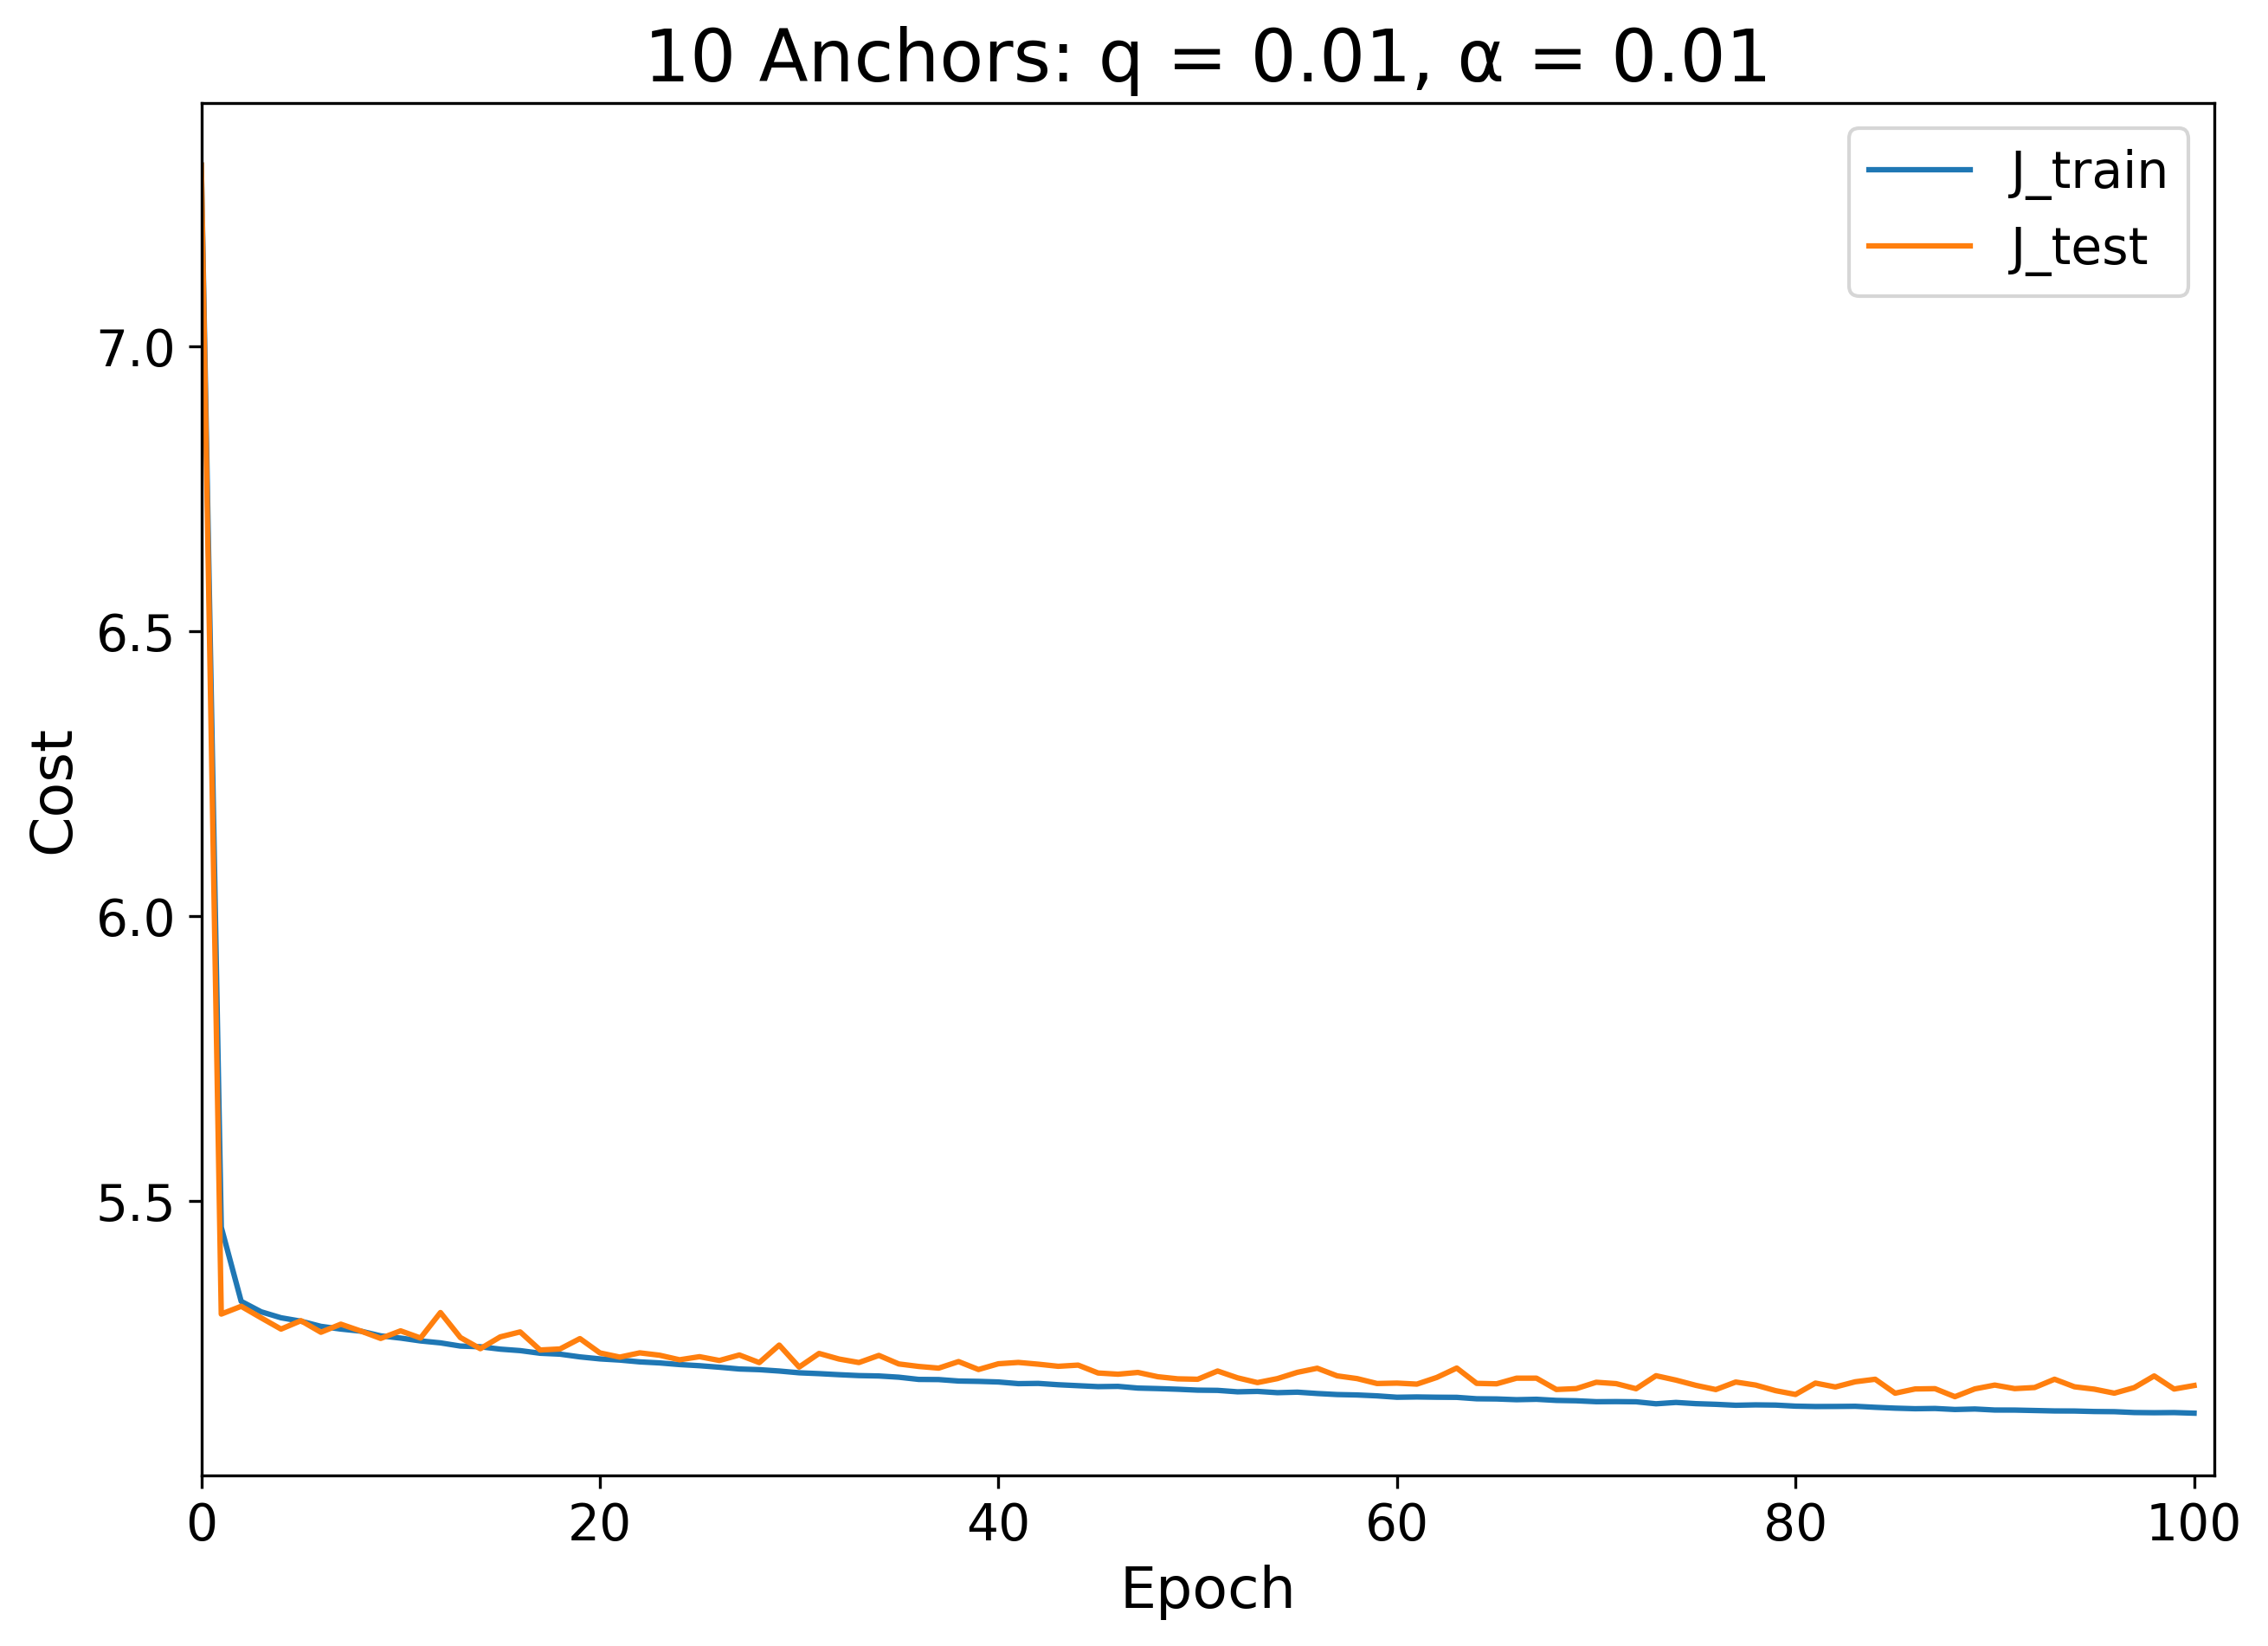 10 Anchors: q = 0.01, α = 0.01
J_train
J_test
7.0
6.5
6.0
5.5
Cost
0 20 40 60 80 100
Epoch